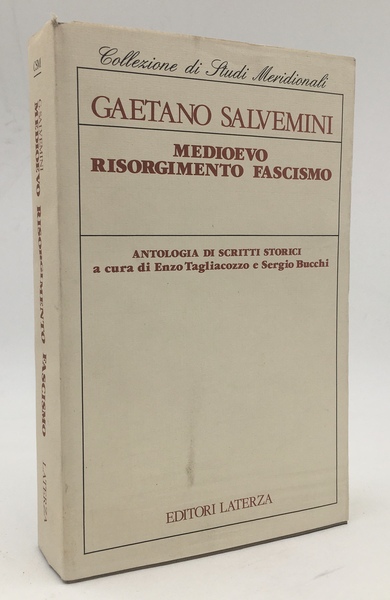 Collezione di Studi Meridionali
GAETANO SALVEMINI
MEDIOEVO
RISORGIMENTO FASCISMO
ANTOLOGIA DI SCRITTI STORICI
a cura di Enzo Tagliacozzo e Sergio Bucchi
EDITORI LATERZA
G. SALVEMINI
MEDIOEVO RISORGIMENTO FASCISMO
LATERZA